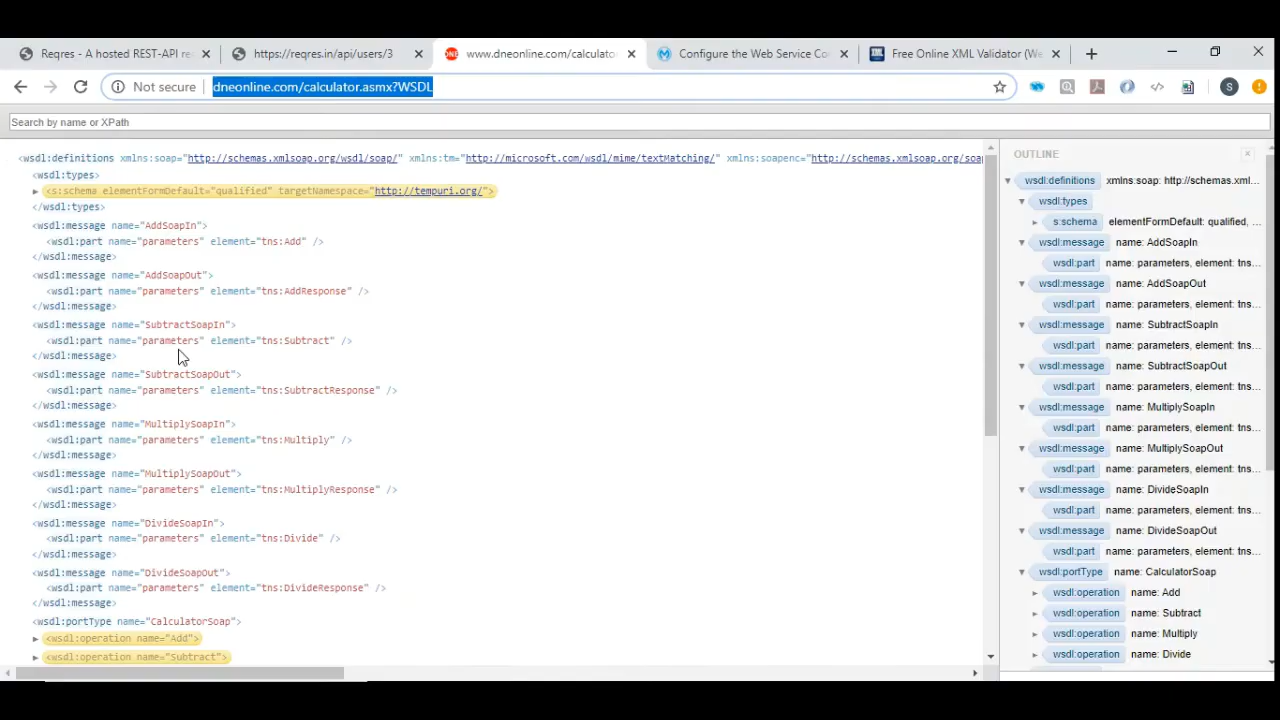 Reqres - A hosted REST-API re
https://reqres.in/api/users/3
www.dneonline.com/calculato
Configure the Web Service Co
Free Online XML Validator (We
Not secure
dneonline.com/calculator.asmx?WSDL
S
Search by name or XPath
<wsdl:definitions xmlns:soap="http://schemas.xmlsoap.org/wsdl/soap/" xmlns:tm="http://microsoft.com/wsdl/mime/textMatching/" xmlns:soapenc="http://schemas.xmlsoap.org/soa
<wsdl:types>
<s:schema elementFormDefault="qualified" targetNamespace="http://tempuri.org/">
</wsdl:types>
<wsdl:message name="AddSoapIn">
<wsdl:part name="parameters" element="tns:Add" />
</wsdl:message>
<wsdl:message name="AddSoapOut">
<wsdl:part name="parameters" element="tns:AddResponse" />
</wsdl:message>
<wsdl:message name="SubtractSoapIn">
<wsdl:part name="parameters" element="tns:Subtract" />
</wsdl:message>
<wsdl:message name="SubtractSoapOut">
<wsdl:part name="parameters" element="tns:SubtractResponse" />
</wsdl:message>
<wsdl:message name="MultiplySoapIn">
<wsdl:part name="parameters" element="tns:Multiply" />
</wsdl:message>
<wsdl:message name="MultiplySoapOut">
<wsdl:part name="parameters" element="tns:MultiplyResponse" />
</wsdl:message>
<wsdl:message name="DivideSoapIn">
<wsdl:part name="parameters" element="tns:Divide" />
</wsdl:message>
<wsdl:message name="DivideSoapOut">
<wsdl:part name="parameters" element="tns:DivideResponse" />
</wsdl:message>
<wsdl:portType name="CalculatorSoap">
<wsdl:operation name="Add">
<wsdl:operation name="Subtract">
OUTLINE
wsdl:definitions xmlns:soap: http://schemas.xml...
wsdl:types
s:schema elementFormDefault: qualified, ...
wsdl:message name: AddSoapIn
wsdl:part name: parameters, element: tns...
wsdl:message name: AddSoapOut
wsdl:part name: parameters, element: tns...
wsdl:message name: SubtractSoapIn
wsdl:part name: parameters, element: tns...
wsdl:message name: SubtractSoapOut
wsdl:part name: parameters, element: tns...
wsdl:message name: MultiplySoapIn
wsdl:part name: parameters, element: tns...
wsdl:message name: MultiplySoapOut
wsdl:part name: parameters, element: tns...
wsdl:message name: DivideSoapIn
wsdl:part name: parameters, element: tns...
wsdl:message name: DivideSoapOut
wsdl:part name: parameters, element: tns...
wsdl:portType name: CalculatorSoap
wsdl:operation name: Add
wsdl:operation name: Subtract
wsdl:operation name: Multiply
wsdl:operation name: Divide